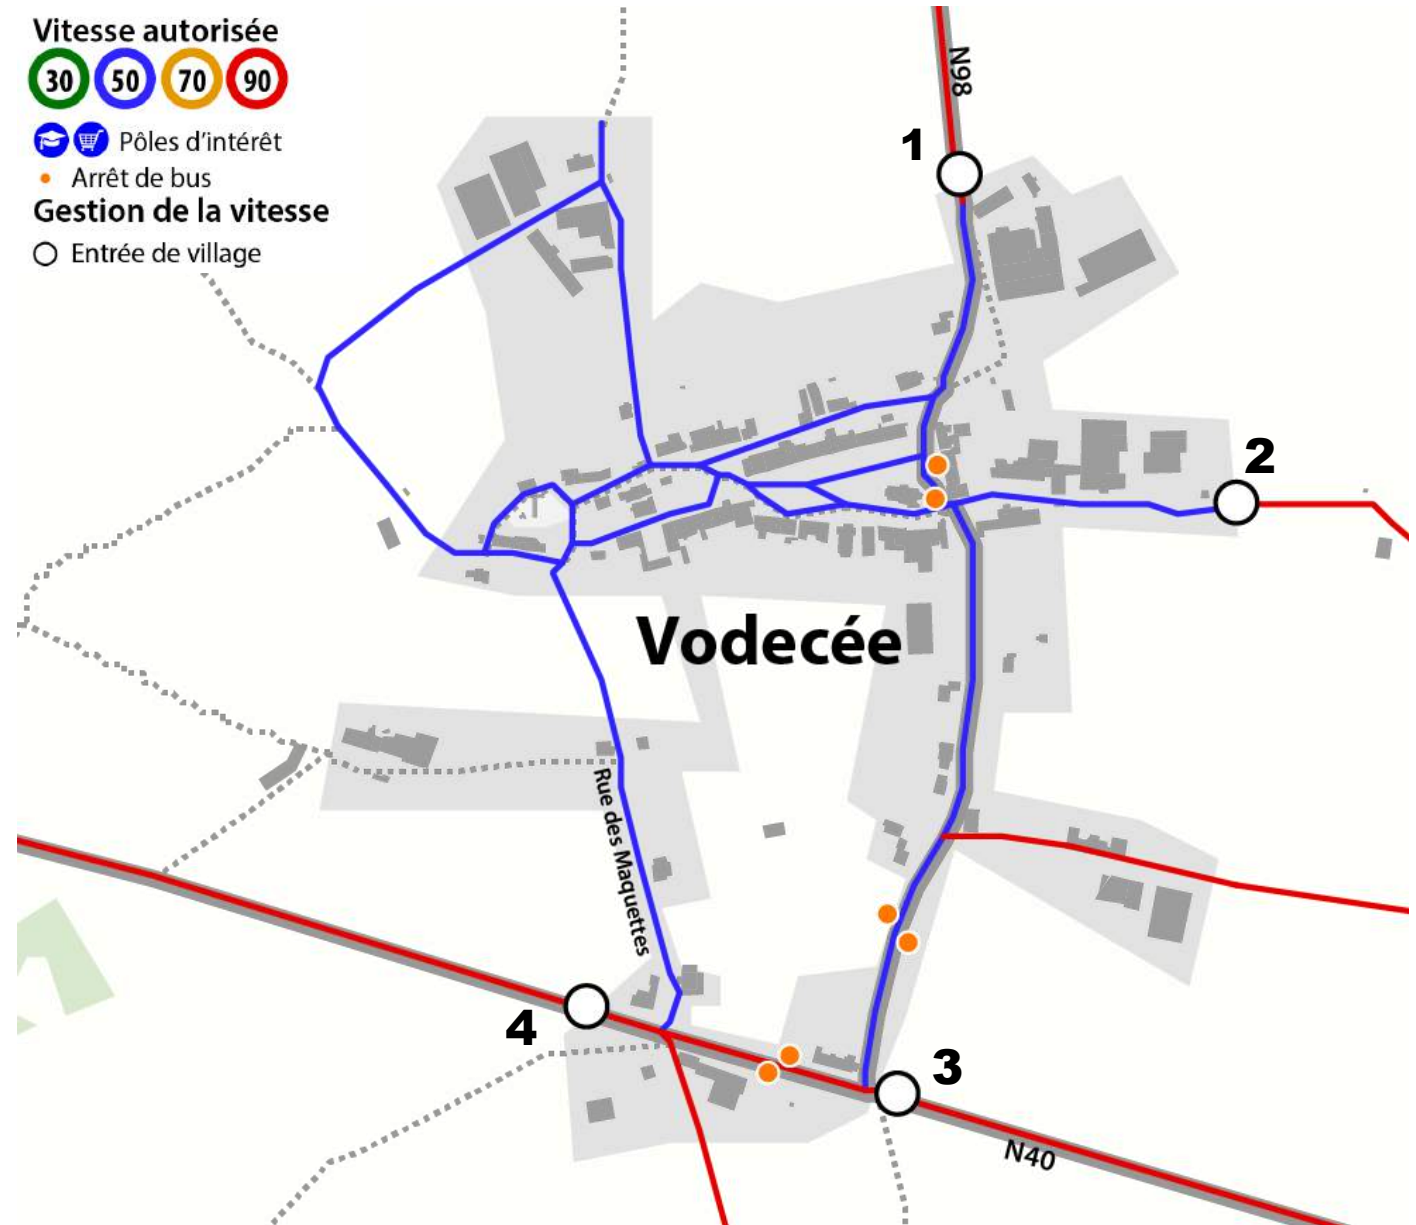 Vitesse autorisée
30 50 70 90
Pôles d'intérêt
Arrêt de bus
Gestion de la vitesse
Entrée de village
N98
1
2
Vodecée
Rue des Maquettes
4
3
N40